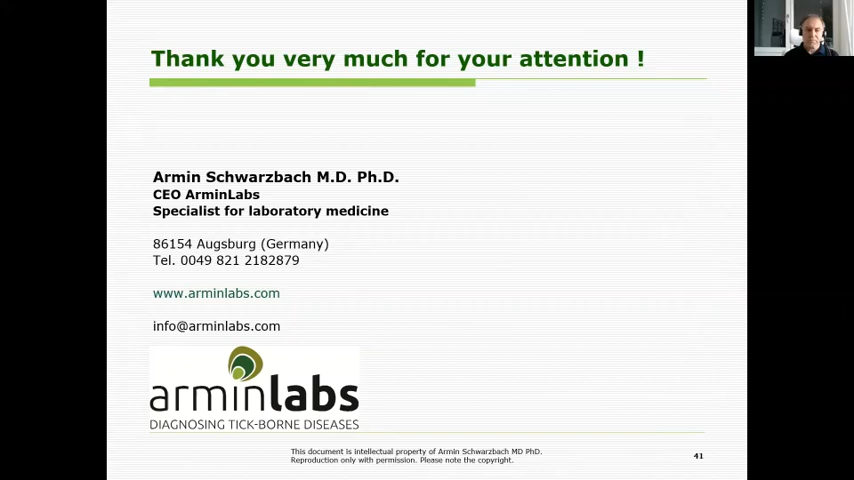 Thank you very much for your attention !
Armin Schwarzbach M.D. Ph.D.
CEO ArminLabs
Specialist for laboratory medicine
86154 Augsburg (Germany)
Tel. 0049 821 2182879
www.arminlabs.com
info@arminlabs.com
arminlabs
DIAGNOSING TICK-BORNE DISEASES
This document is intellectual property of Armin Schwarzbach MD PhD.
Reproduction only with permission. Please note the copyright.
41